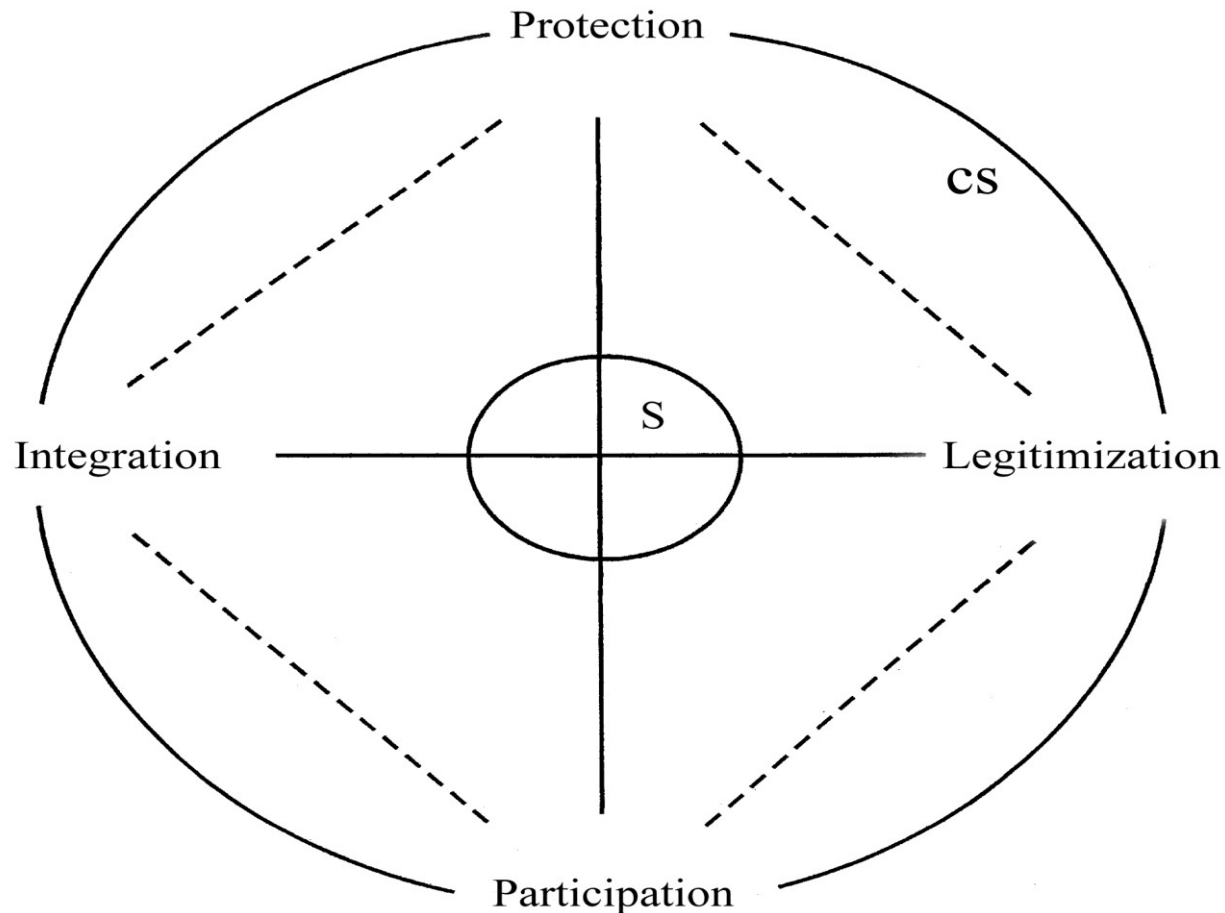 Protection
cs
S
Integration
Legitimization
Participation